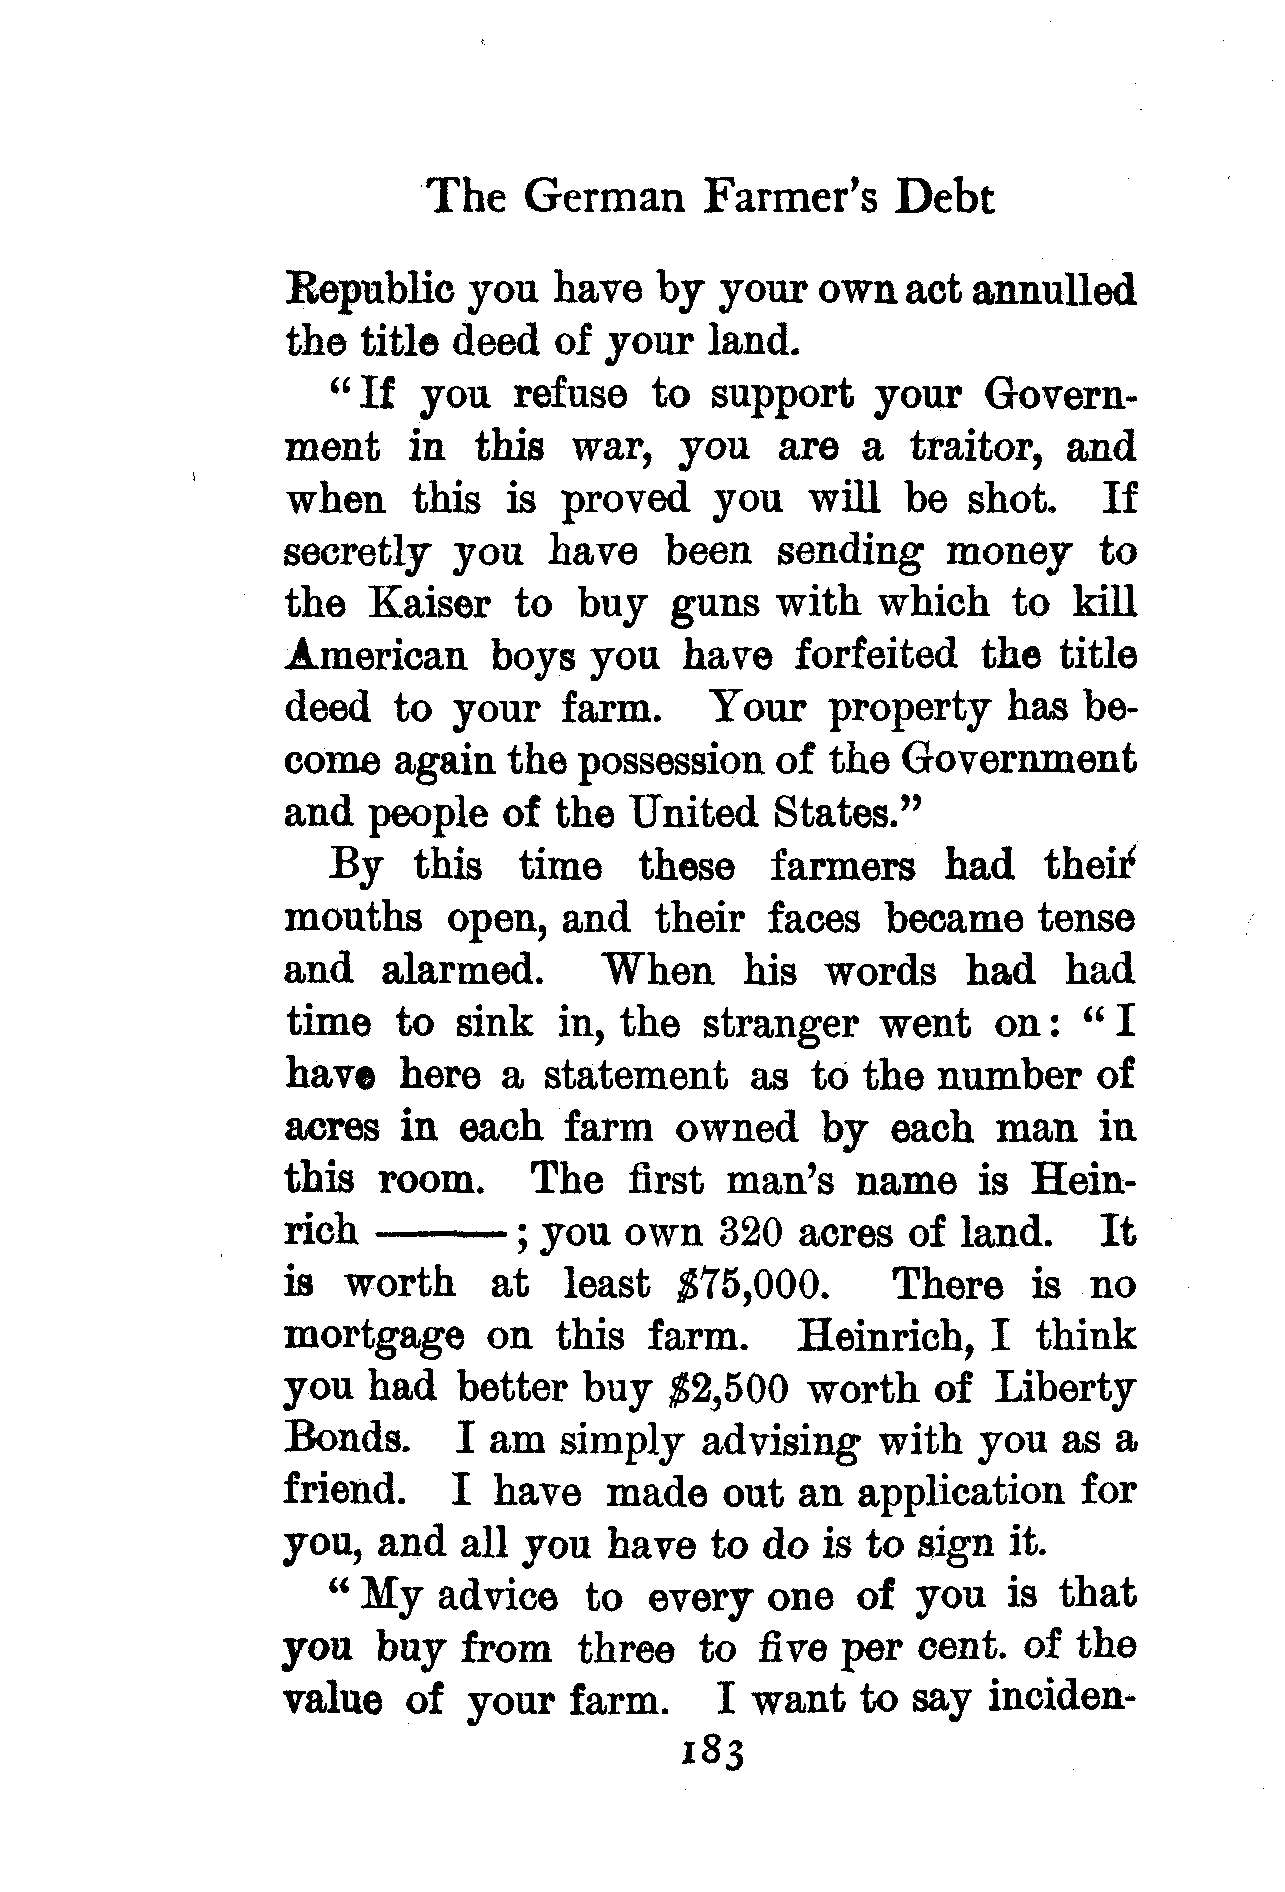 The German Farmer's Debt
Republic you have by your own act annulled
the title deed of your land.
"If you refuse to support your Govern-
ment in this war, you are a traitor, and
when this is proved you will be shot. If
secretly you have been sending money to
the Kaiser to buy guns with which to kill
American boys you have forfeited the title
deed to your farm. Your property has be-
come again the possession of the Government
and people of the United States."
By this time these farmers had their
mouths open, and their faces became tense
and alarmed. When his words had had
time to sink in, the stranger went on: "I
have here a statement as to the number of
acres in each farm owned by each man in
this room. The first man's name is Hein-
rich ———; you own 320 acres of land. It
is worth at least $75,000. There is no
mortgage on this farm. Heinrich, I think
you had better buy $2,500 worth of Liberty
Bonds. I am simply advising with you as a
friend. I have made out an application for
you, and all you have to do is to sign it.
"My advice to every one of you is that
you buy from three to five per cent. of the
value of your farm. I want to say inciden-
183